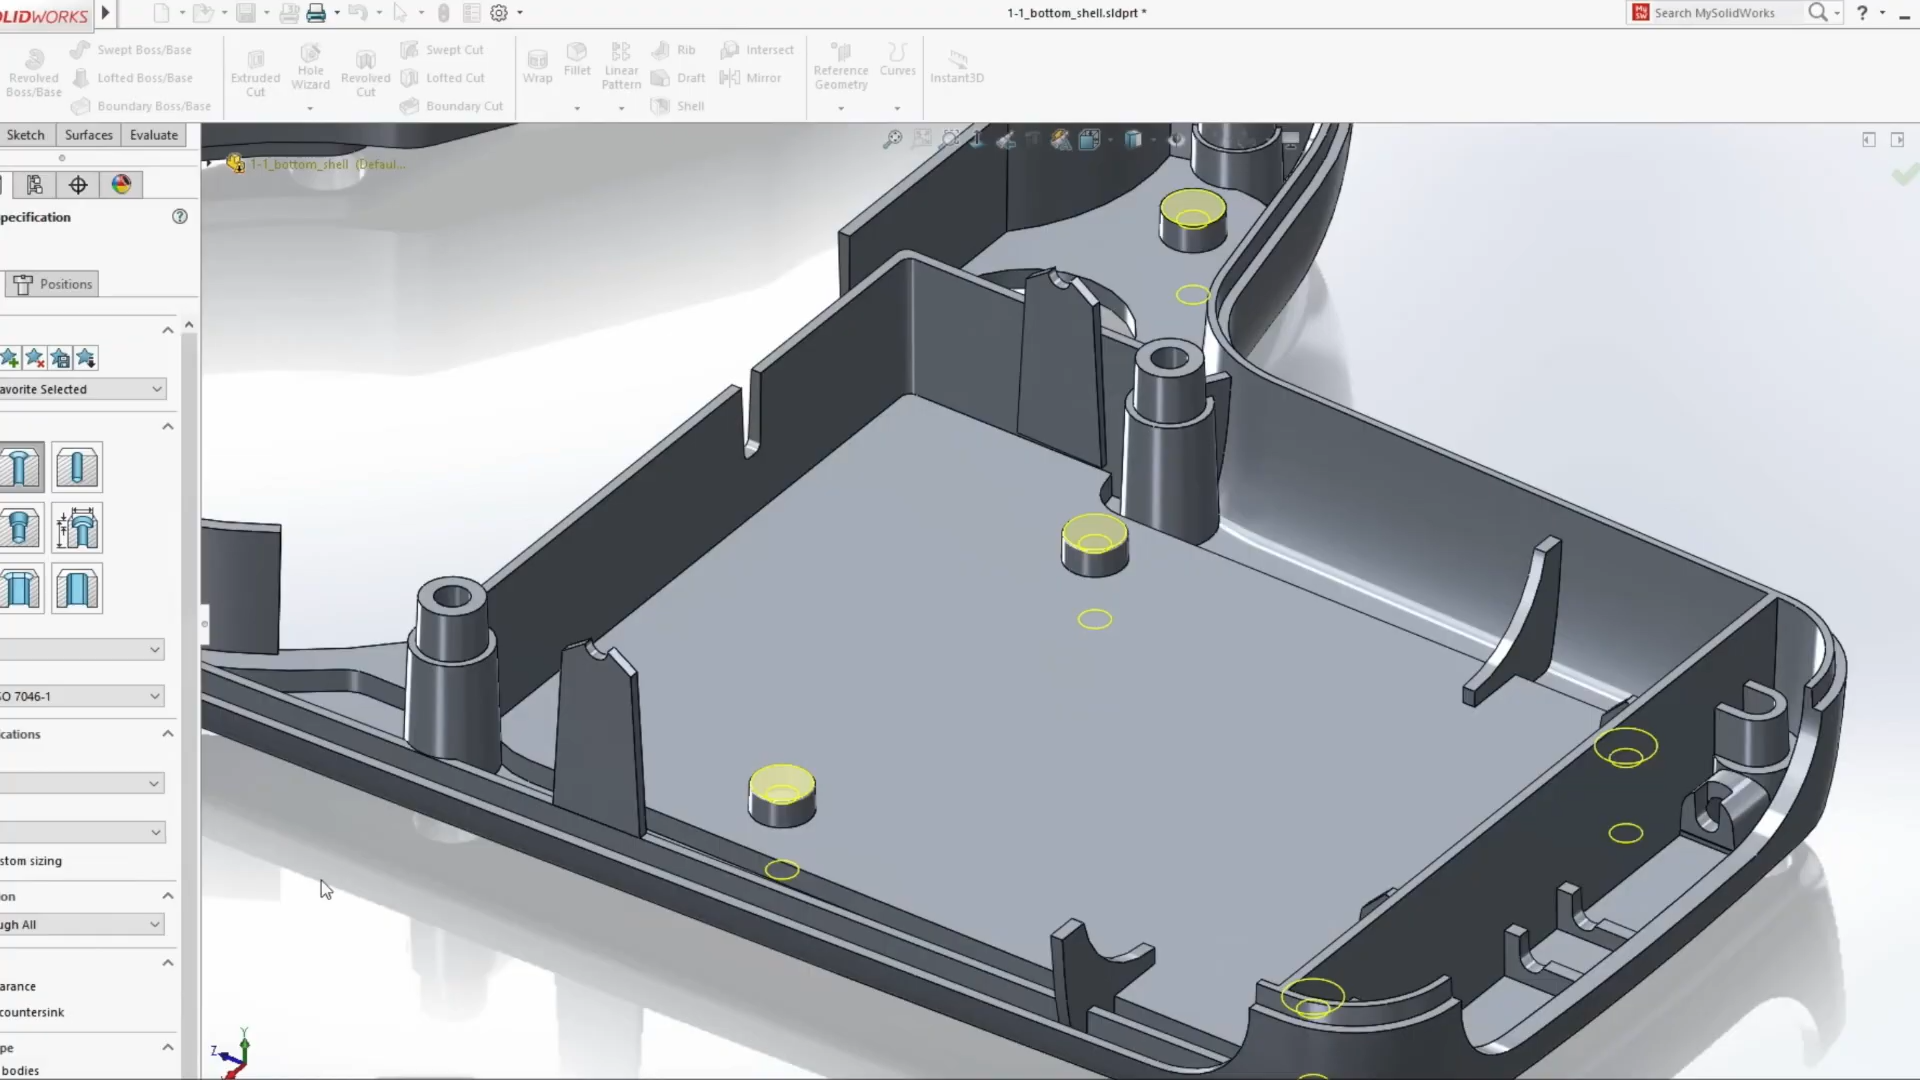 OLIDWORKS
1-1_bottom_shell.sldprt *
Search MySolidWorks
?
Revolved
Boss/Base
Swept Boss/Base
Lofted Boss/Base
Boundary Boss/Base
Extruded
Cut
Hole
Wizard
Revolved
Cut
Swept Cut
Lofted Cut
Boundary Cut
Wrap
Fillet
Linear
Pattern
Rib
Draft
Shell
Intersect
Mirror
Reference
Geometry
Curves
Instant3D
Sketch
Surfaces
Evaluate
1-1_bottom_shell (Defaul...
pecification
?
Positions
avorite Selected
O 7046-1
cations
stom sizing
on
ugh All
arance
countersink
pe
bodies
Y
Z